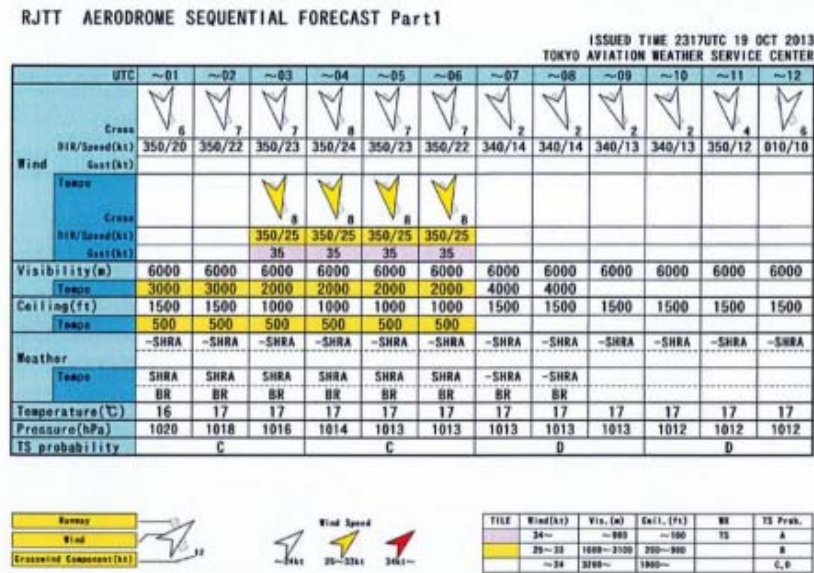 RJTT AERODROME SEQUENTIAL FORECAST Part1
ISSUED TIME 2317UTC 19 OCT 2013
TOKYO AVIATION WEATHER SERVICE CENTER
UTC ~01 ~02 ~03 ~04 ~05 ~06 ~07 ~08 ~09 ~10 ~11 ~12
Cross 6 7 7 8 7 7 2 2 2 2 4 6
Wind DIR/Speed(kt) 350/20 350/22 350/23 350/24 350/23 350/22 340/14 340/14 340/13 340/13 350/12 010/10
Gust(kt)
Tempo
Cross 8 8 8 8
DIR/Speed(kt) 350/25 350/25 350/25 350/25
Gust(kt) 35 35 35 35
Visibility(m) 6000 6000 6000 6000 6000 6000 6000 6000 6000 6000 6000 6000
Tempo 3000 3000 2000 2000 2000 2000 4000 4000
Ceiling(ft) 1500 1500 1000 1000 1000 1000 1500 1500 1500 1500 1500 1500
Tempo 500 500 500 500 500 500
Weather -SHRA -SHRA -SHRA -SHRA -SHRA -SHRA -SHRA -SHRA -SHRA -SHRA -SHRA -SHRA
Tempo SHRA SHRA SHRA SHRA SHRA SHRA -SHRA -SHRA
BR BR BR BR BR BR BR BR
Temperature(℃) 16 17 17 17 17 17 17 17 17 17 17 17
Pressure(hPa) 1020 1018 1016 1014 1013 1013 1013 1013 1013 1012 1012 1012
TS probability C C D D
Runway
Wind
Crosswind Component(kt) 12
Wind Speed
~24kt 25~33kt 34kt~
TILE Wind(kt) Vis.(m) Ceil.(ft) WX TS Prob.
34~ ~100 TS A
25~33 B
~24 C,D